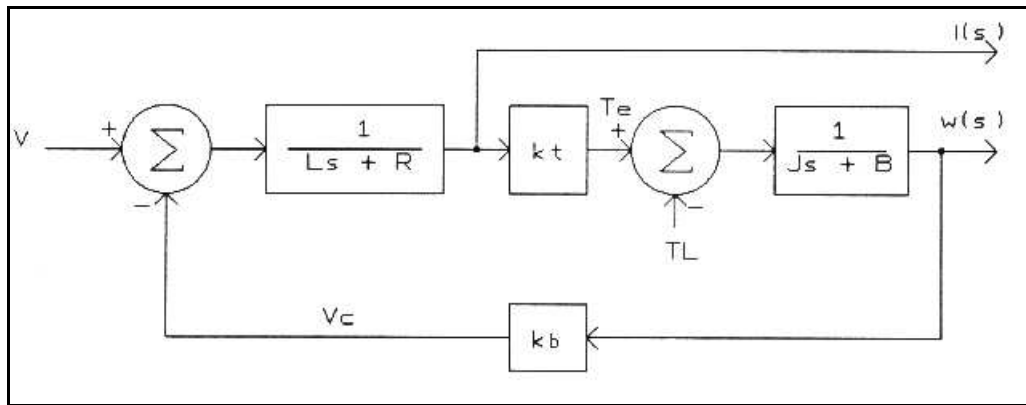 I(s)
V
+
Σ
−
1
Ls + R
kt
Te
+
Σ
−
TL
1
Js + B
w(s)
Vc
kb